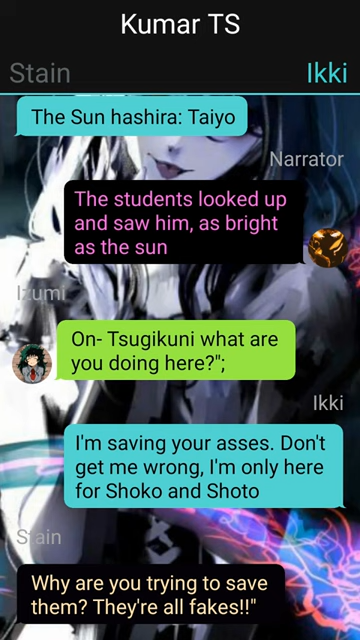 Kumar TS
Stain
Ikki
The Sun hashira: Taiyo
Narrator
The students looked up
and saw him, as bright
as the sun
Izumi
On- Tsugikuni what are
you doing here?";
Ikki
I'm saving your asses. Don't
get me wrong, I'm only here
for Shoko and Shoto
Stain
Why are you trying to save
them? They're all fakes!!"